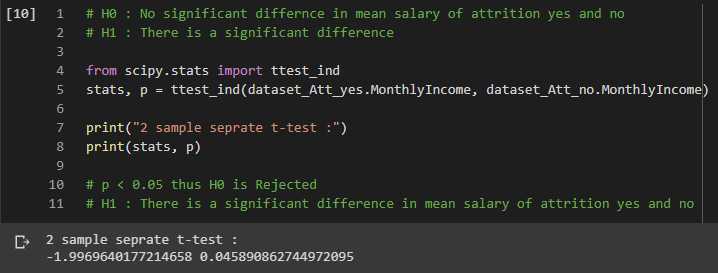 [10] 1 # H0 : No significant differnce in mean salary of attrition yes and no
2 # H1 : There is a significant difference
3
4 from scipy.stats import ttest_ind
5 stats, p = ttest_ind(dataset_Att_yes.MonthlyIncome, dataset_Att_no.MonthlyIncome)
6
7 print("2 sample seprate t-test :")
8 print(stats, p)
9
10 # p < 0.05 thus H0 is Rejected
11 # H1 : There is a significant difference in mean salary of attrition yes and no
2 sample seprate t-test :
-1.9969640177214658 0.045890862744972095